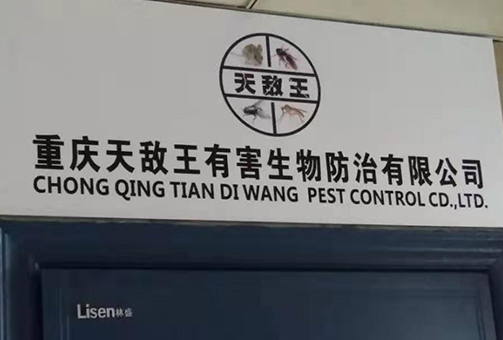 天敌王
重庆天敌王有害生物防治有限公司
CHONG QING TIAN DI WANG PEST CONTROL CD.,LTD.
Lisen林盛